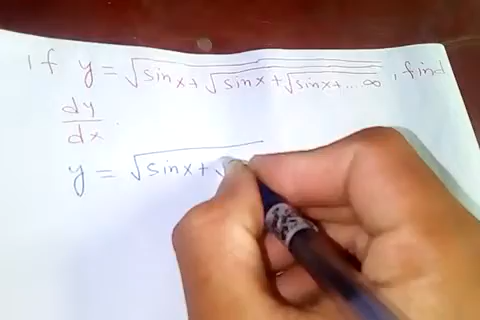 If y = √(sinx + √(sinx + √(sinx + ... ∞))), find
dy/dx.
y = √(sinx + √